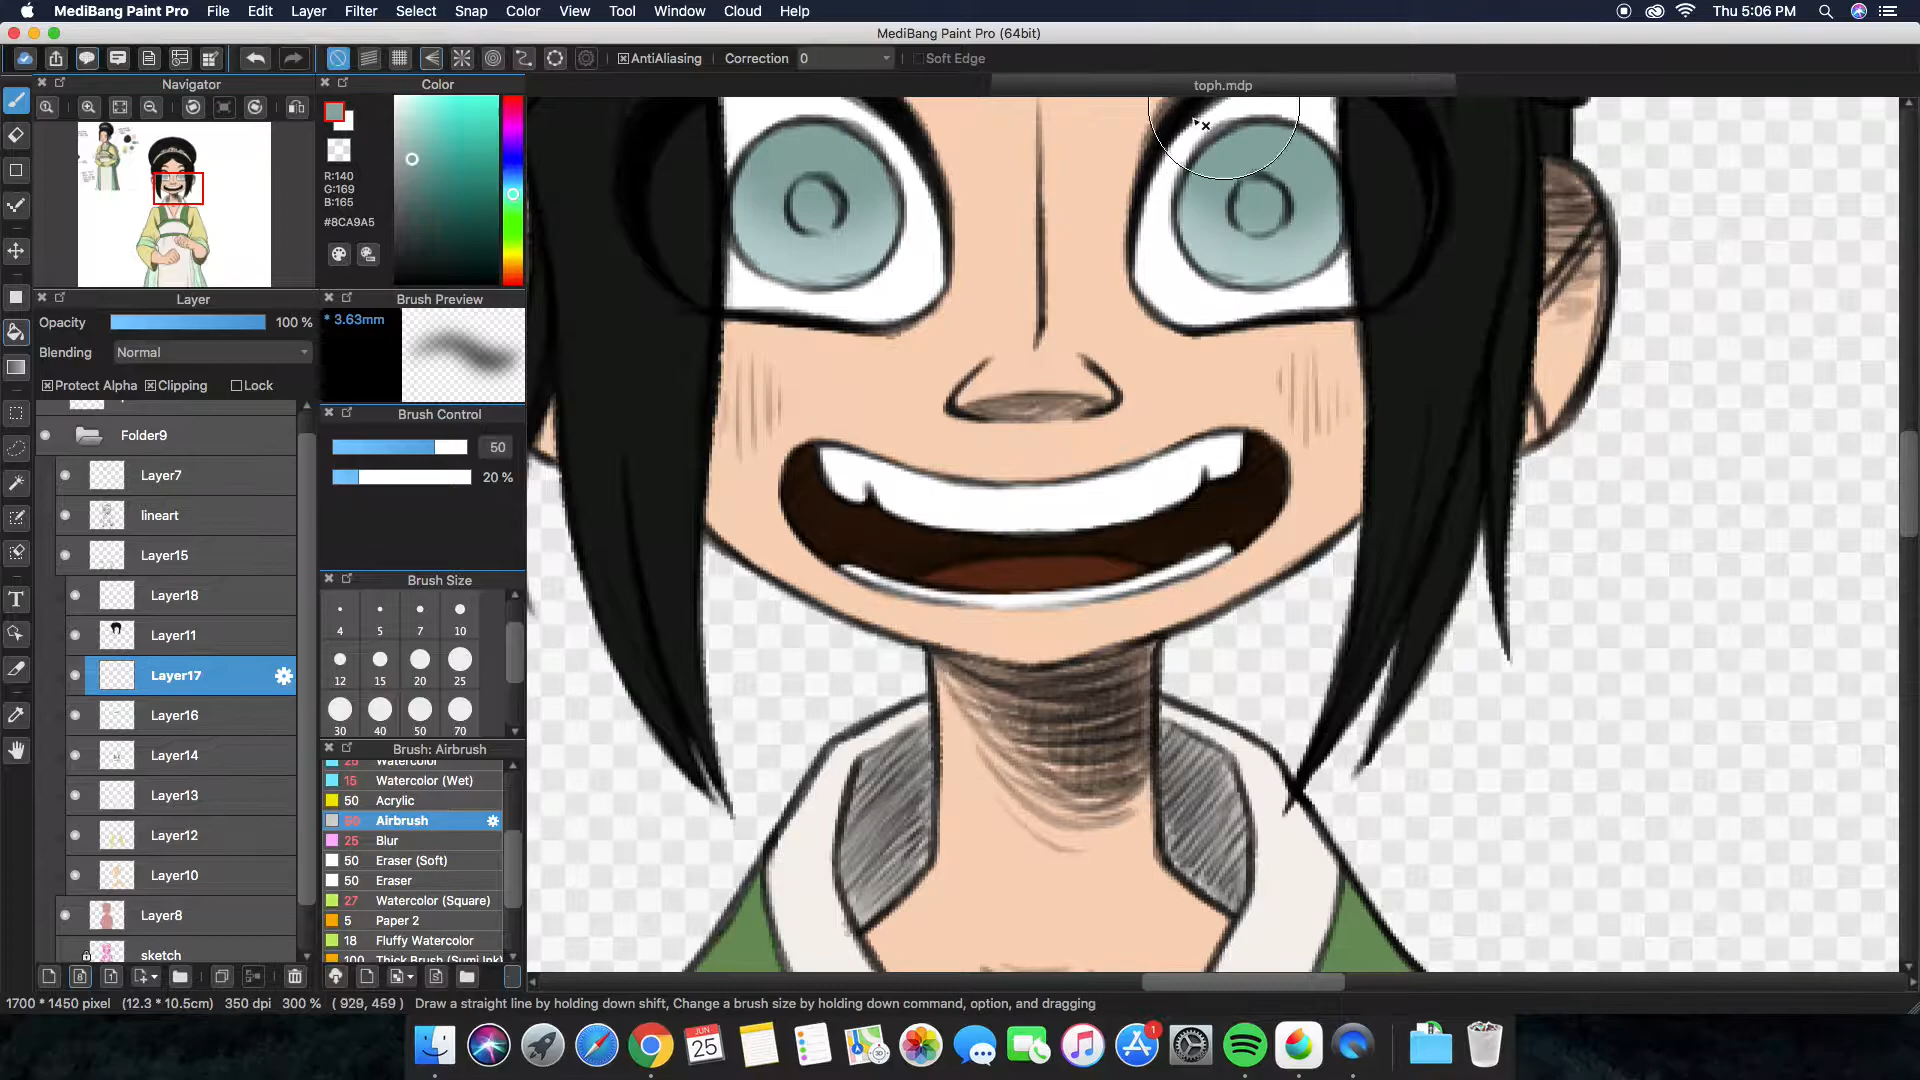 MediBang Paint Pro File Edit Layer Filter Select Snap Color View Tool Window Cloud Help Thu 5:06 PM
MediBang Paint Pro (64bit)
AntiAliasing Correction 0 Soft Edge
Navigator
Color
toph.mdp
R:140
G:169
B:165
#8CA9A5
Layer
Opacity 100 %
Blending Normal
Protect Alpha Clipping Lock
Folder9
Layer7
lineart
Layer15
Layer18
Layer11
Layer17
Layer16
Layer14
Layer13
Layer12
Layer10
Layer8
sketch
Brush Preview
* 3.63mm
Brush Control
50
20 %
Brush Size
4 5 7 10
12 15 20 25
30 40 50 70
Brush: Airbrush
25 Watercolor
15 Watercolor (Wet)
50 Acrylic
50 Airbrush
25 Blur
50 Eraser (Soft)
50 Eraser
27 Watercolor (Square)
5 Paper 2
18 Fluffy Watercolor
100 Thick Brush (Sumi Ink)
1700 * 1450 pixel (12.3 * 10.5cm) 350 dpi 300 % ( 929, 459 ) Draw a straight line by holding down shift, Change a brush size by holding down command, option, and dragging
JUN
25
1